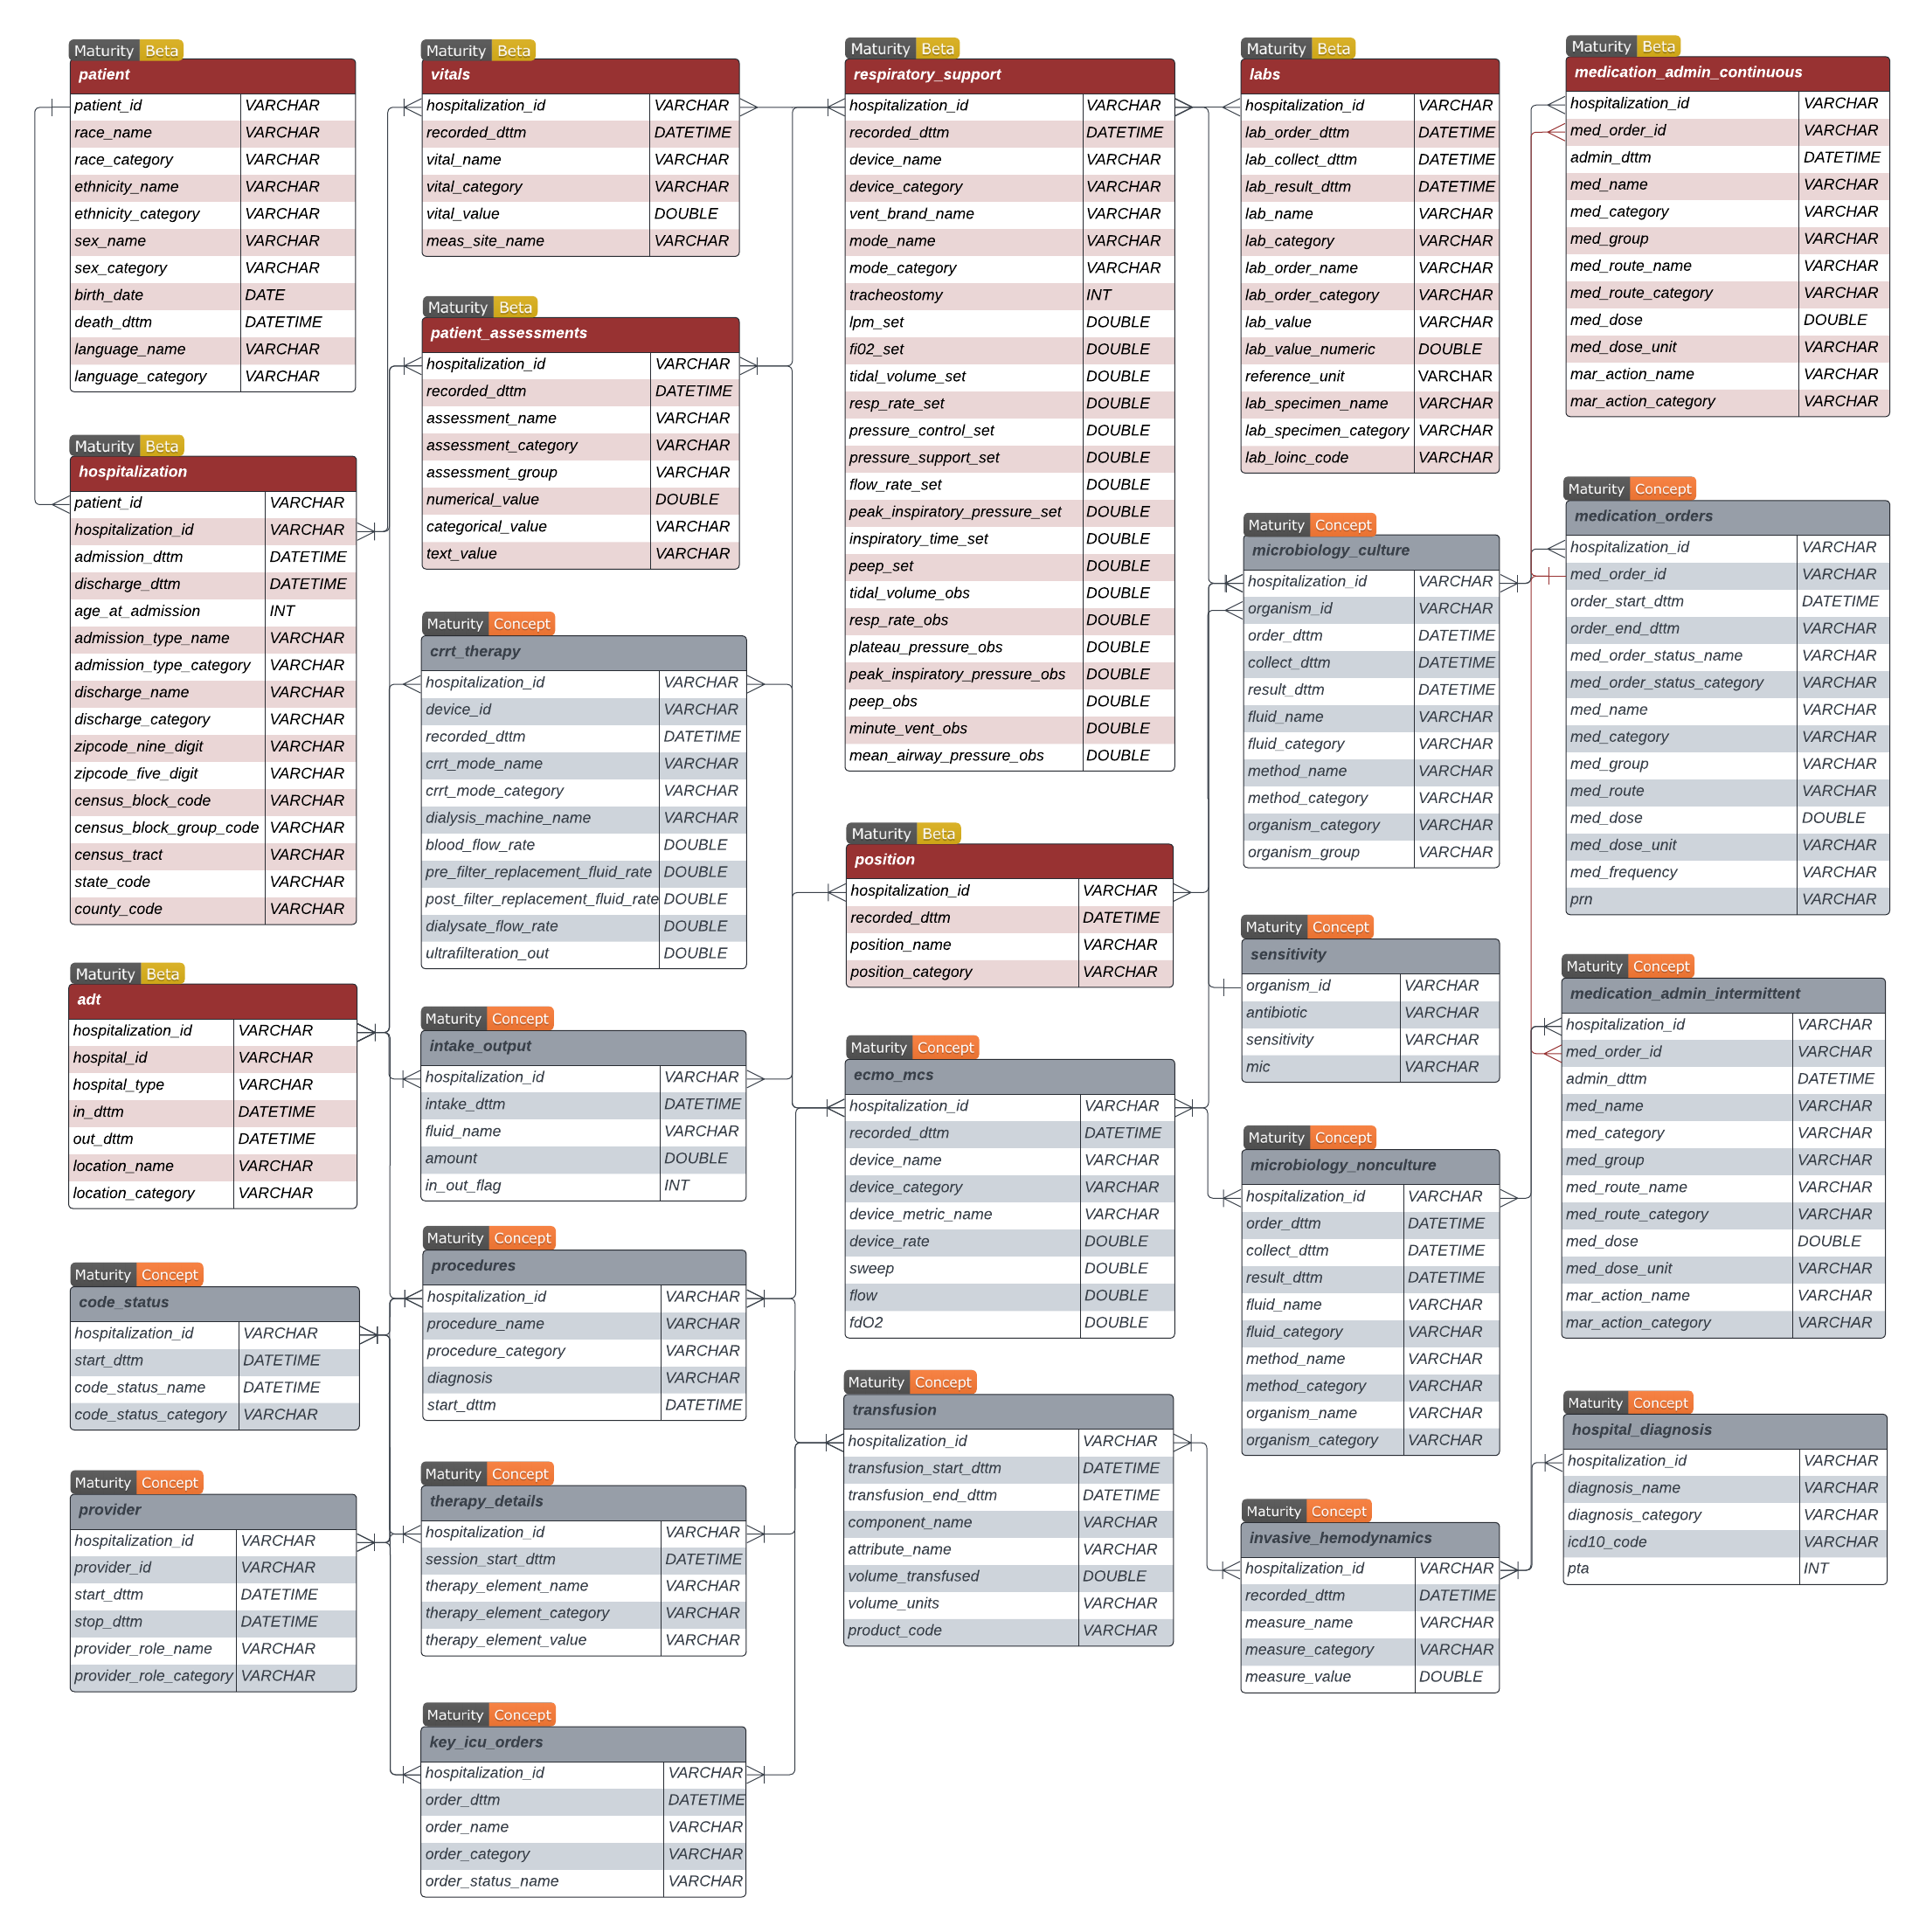 Maturity Beta
patient
patient_id VARCHAR
race_name VARCHAR
race_category VARCHAR
ethnicity_name VARCHAR
ethnicity_category VARCHAR
sex_name VARCHAR
sex_category VARCHAR
birth_date DATE
death_dttm DATETIME
language_name VARCHAR
language_category VARCHAR
Maturity Beta
hospitalization
patient_id VARCHAR
hospitalization_id VARCHAR
admission_dttm DATETIME
discharge_dttm DATETIME
age_at_admission INT
admission_type_name VARCHAR
admission_type_category VARCHAR
discharge_name VARCHAR
discharge_category VARCHAR
zipcode_nine_digit VARCHAR
zipcode_five_digit VARCHAR
census_block_code VARCHAR
census_block_group_code VARCHAR
census_tract VARCHAR
state_code VARCHAR
county_code VARCHAR
Maturity Beta
adt
hospitalization_id VARCHAR
hospital_id VARCHAR
hospital_type VARCHAR
in_dttm DATETIME
out_dttm DATETIME
location_name VARCHAR
location_category VARCHAR
Maturity Concept
code_status
hospitalization_id VARCHAR
start_dttm DATETIME
code_status_name DATETIME
code_status_category VARCHAR
Maturity Concept
provider
hospitalization_id VARCHAR
provider_id VARCHAR
start_dttm DATETIME
stop_dttm DATETIME
provider_role_name VARCHAR
provider_role_category VARCHAR
Maturity Beta
vitals
hospitalization_id VARCHAR
recorded_dttm DATETIME
vital_name VARCHAR
vital_category VARCHAR
vital_value DOUBLE
meas_site_name VARCHAR
Maturity Beta
patient_assessments
hospitalization_id VARCHAR
recorded_dttm DATETIME
assessment_name VARCHAR
assessment_category VARCHAR
assessment_group VARCHAR
numerical_value DOUBLE
categorical_value VARCHAR
text_value VARCHAR
Maturity Concept
crrt_therapy
hospitalization_id VARCHAR
device_id VARCHAR
recorded_dttm DATETIME
crrt_mode_name VARCHAR
crrt_mode_category VARCHAR
dialysis_machine_name VARCHAR
blood_flow_rate DOUBLE
pre_filter_replacement_fluid_rate DOUBLE
post_filter_replacement_fluid_rate DOUBLE
dialysate_flow_rate DOUBLE
ultrafilteration_out DOUBLE
Maturity Concept
intake_output
hospitalization_id VARCHAR
intake_dttm DATETIME
fluid_name VARCHAR
amount DOUBLE
in_out_flag INT
Maturity Concept
procedures
hospitalization_id VARCHAR
procedure_name VARCHAR
procedure_category VARCHAR
diagnosis VARCHAR
start_dttm DATETIME
Maturity Concept
therapy_details
hospitalization_id VARCHAR
session_start_dttm DATETIME
therapy_element_name VARCHAR
therapy_element_category VARCHAR
therapy_element_value VARCHAR
Maturity Concept
key_icu_orders
hospitalization_id VARCHAR
order_dttm DATETIME
order_name VARCHAR
order_category VARCHAR
order_status_name VARCHAR
Maturity Beta
respiratory_support
hospitalization_id VARCHAR
recorded_dttm DATETIME
device_name VARCHAR
device_category VARCHAR
vent_brand_name VARCHAR
mode_name VARCHAR
mode_category VARCHAR
tracheostomy INT
lpm_set DOUBLE
fi02_set DOUBLE
tidal_volume_set DOUBLE
resp_rate_set DOUBLE
pressure_control_set DOUBLE
pressure_support_set DOUBLE
flow_rate_set DOUBLE
peak_inspiratory_pressure_set DOUBLE
inspiratory_time_set DOUBLE
peep_set DOUBLE
tidal_volume_obs DOUBLE
resp_rate_obs DOUBLE
plateau_pressure_obs DOUBLE
peak_inspiratory_pressure_obs DOUBLE
peep_obs DOUBLE
minute_vent_obs DOUBLE
mean_airway_pressure_obs DOUBLE
Maturity Beta
position
hospitalization_id VARCHAR
recorded_dttm DATETIME
position_name VARCHAR
position_category VARCHAR
Maturity Concept
ecmo_mcs
hospitalization_id VARCHAR
recorded_dttm DATETIME
device_name VARCHAR
device_category VARCHAR
device_metric_name VARCHAR
device_rate DOUBLE
sweep DOUBLE
flow DOUBLE
fdO2 DOUBLE
Maturity Concept
transfusion
hospitalization_id VARCHAR
transfusion_start_dttm DATETIME
transfusion_end_dttm DATETIME
component_name VARCHAR
attribute_name VARCHAR
volume_transfused DOUBLE
volume_units VARCHAR
product_code VARCHAR
Maturity Beta
labs
hospitalization_id VARCHAR
lab_order_dttm DATETIME
lab_collect_dttm DATETIME
lab_result_dttm DATETIME
lab_name VARCHAR
lab_category VARCHAR
lab_order_name VARCHAR
lab_order_category VARCHAR
lab_value VARCHAR
lab_value_numeric DOUBLE
reference_unit VARCHAR
lab_specimen_name VARCHAR
lab_specimen_category VARCHAR
lab_loinc_code VARCHAR
Maturity Concept
microbiology_culture
hospitalization_id VARCHAR
organism_id VARCHAR
order_dttm DATETIME
collect_dttm DATETIME
result_dttm DATETIME
fluid_name VARCHAR
fluid_category VARCHAR
method_name VARCHAR
method_category VARCHAR
organism_category VARCHAR
organism_group VARCHAR
Maturity Concept
sensitivity
organism_id VARCHAR
antibiotic VARCHAR
sensitivity VARCHAR
mic VARCHAR
Maturity Concept
microbiology_nonculture
hospitalization_id VARCHAR
order_dttm DATETIME
collect_dttm DATETIME
result_dttm DATETIME
fluid_name VARCHAR
fluid_category VARCHAR
method_name VARCHAR
method_category VARCHAR
organism_name VARCHAR
organism_category VARCHAR
Maturity Concept
invasive_hemodynamics
hospitalization_id VARCHAR
recorded_dttm DATETIME
measure_name VARCHAR
measure_category VARCHAR
measure_value DOUBLE
Maturity Beta
medication_admin_continuous
hospitalization_id VARCHAR
med_order_id VARCHAR
admin_dttm DATETIME
med_name VARCHAR
med_category VARCHAR
med_group VARCHAR
med_route_name VARCHAR
med_route_category VARCHAR
med_dose DOUBLE
med_dose_unit VARCHAR
mar_action_name VARCHAR
mar_action_category VARCHAR
Maturity Concept
medication_orders
hospitalization_id VARCHAR
med_order_id VARCHAR
order_start_dttm DATETIME
order_end_dttm VARCHAR
med_order_status_name VARCHAR
med_order_status_category VARCHAR
med_name VARCHAR
med_category VARCHAR
med_group VARCHAR
med_route VARCHAR
med_dose DOUBLE
med_dose_unit VARCHAR
med_frequency VARCHAR
prn VARCHAR
Maturity Concept
medication_admin_intermittent
hospitalization_id VARCHAR
med_order_id VARCHAR
admin_dttm DATETIME
med_name VARCHAR
med_category VARCHAR
med_group VARCHAR
med_route_name VARCHAR
med_route_category VARCHAR
med_dose DOUBLE
med_dose_unit VARCHAR
mar_action_name VARCHAR
mar_action_category VARCHAR
Maturity Concept
hospital_diagnosis
hospitalization_id VARCHAR
diagnosis_name VARCHAR
diagnosis_category VARCHAR
icd10_code VARCHAR
pta INT